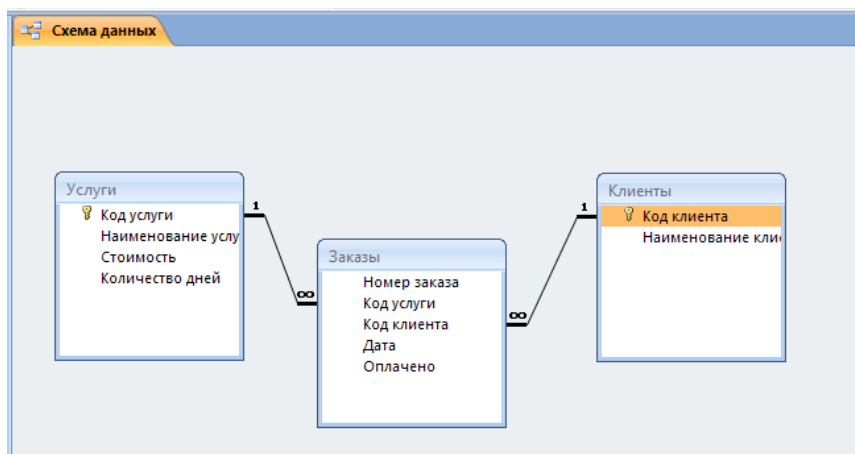 Схема данных
Услуги
Код услуги
Наименование услу
Стоимость
Количество дней
1
∞
Заказы
Номер заказа
Код услуги
Код клиента
Дата
Оплачено
∞
1
Клиенты
Код клиента
Наименование кли